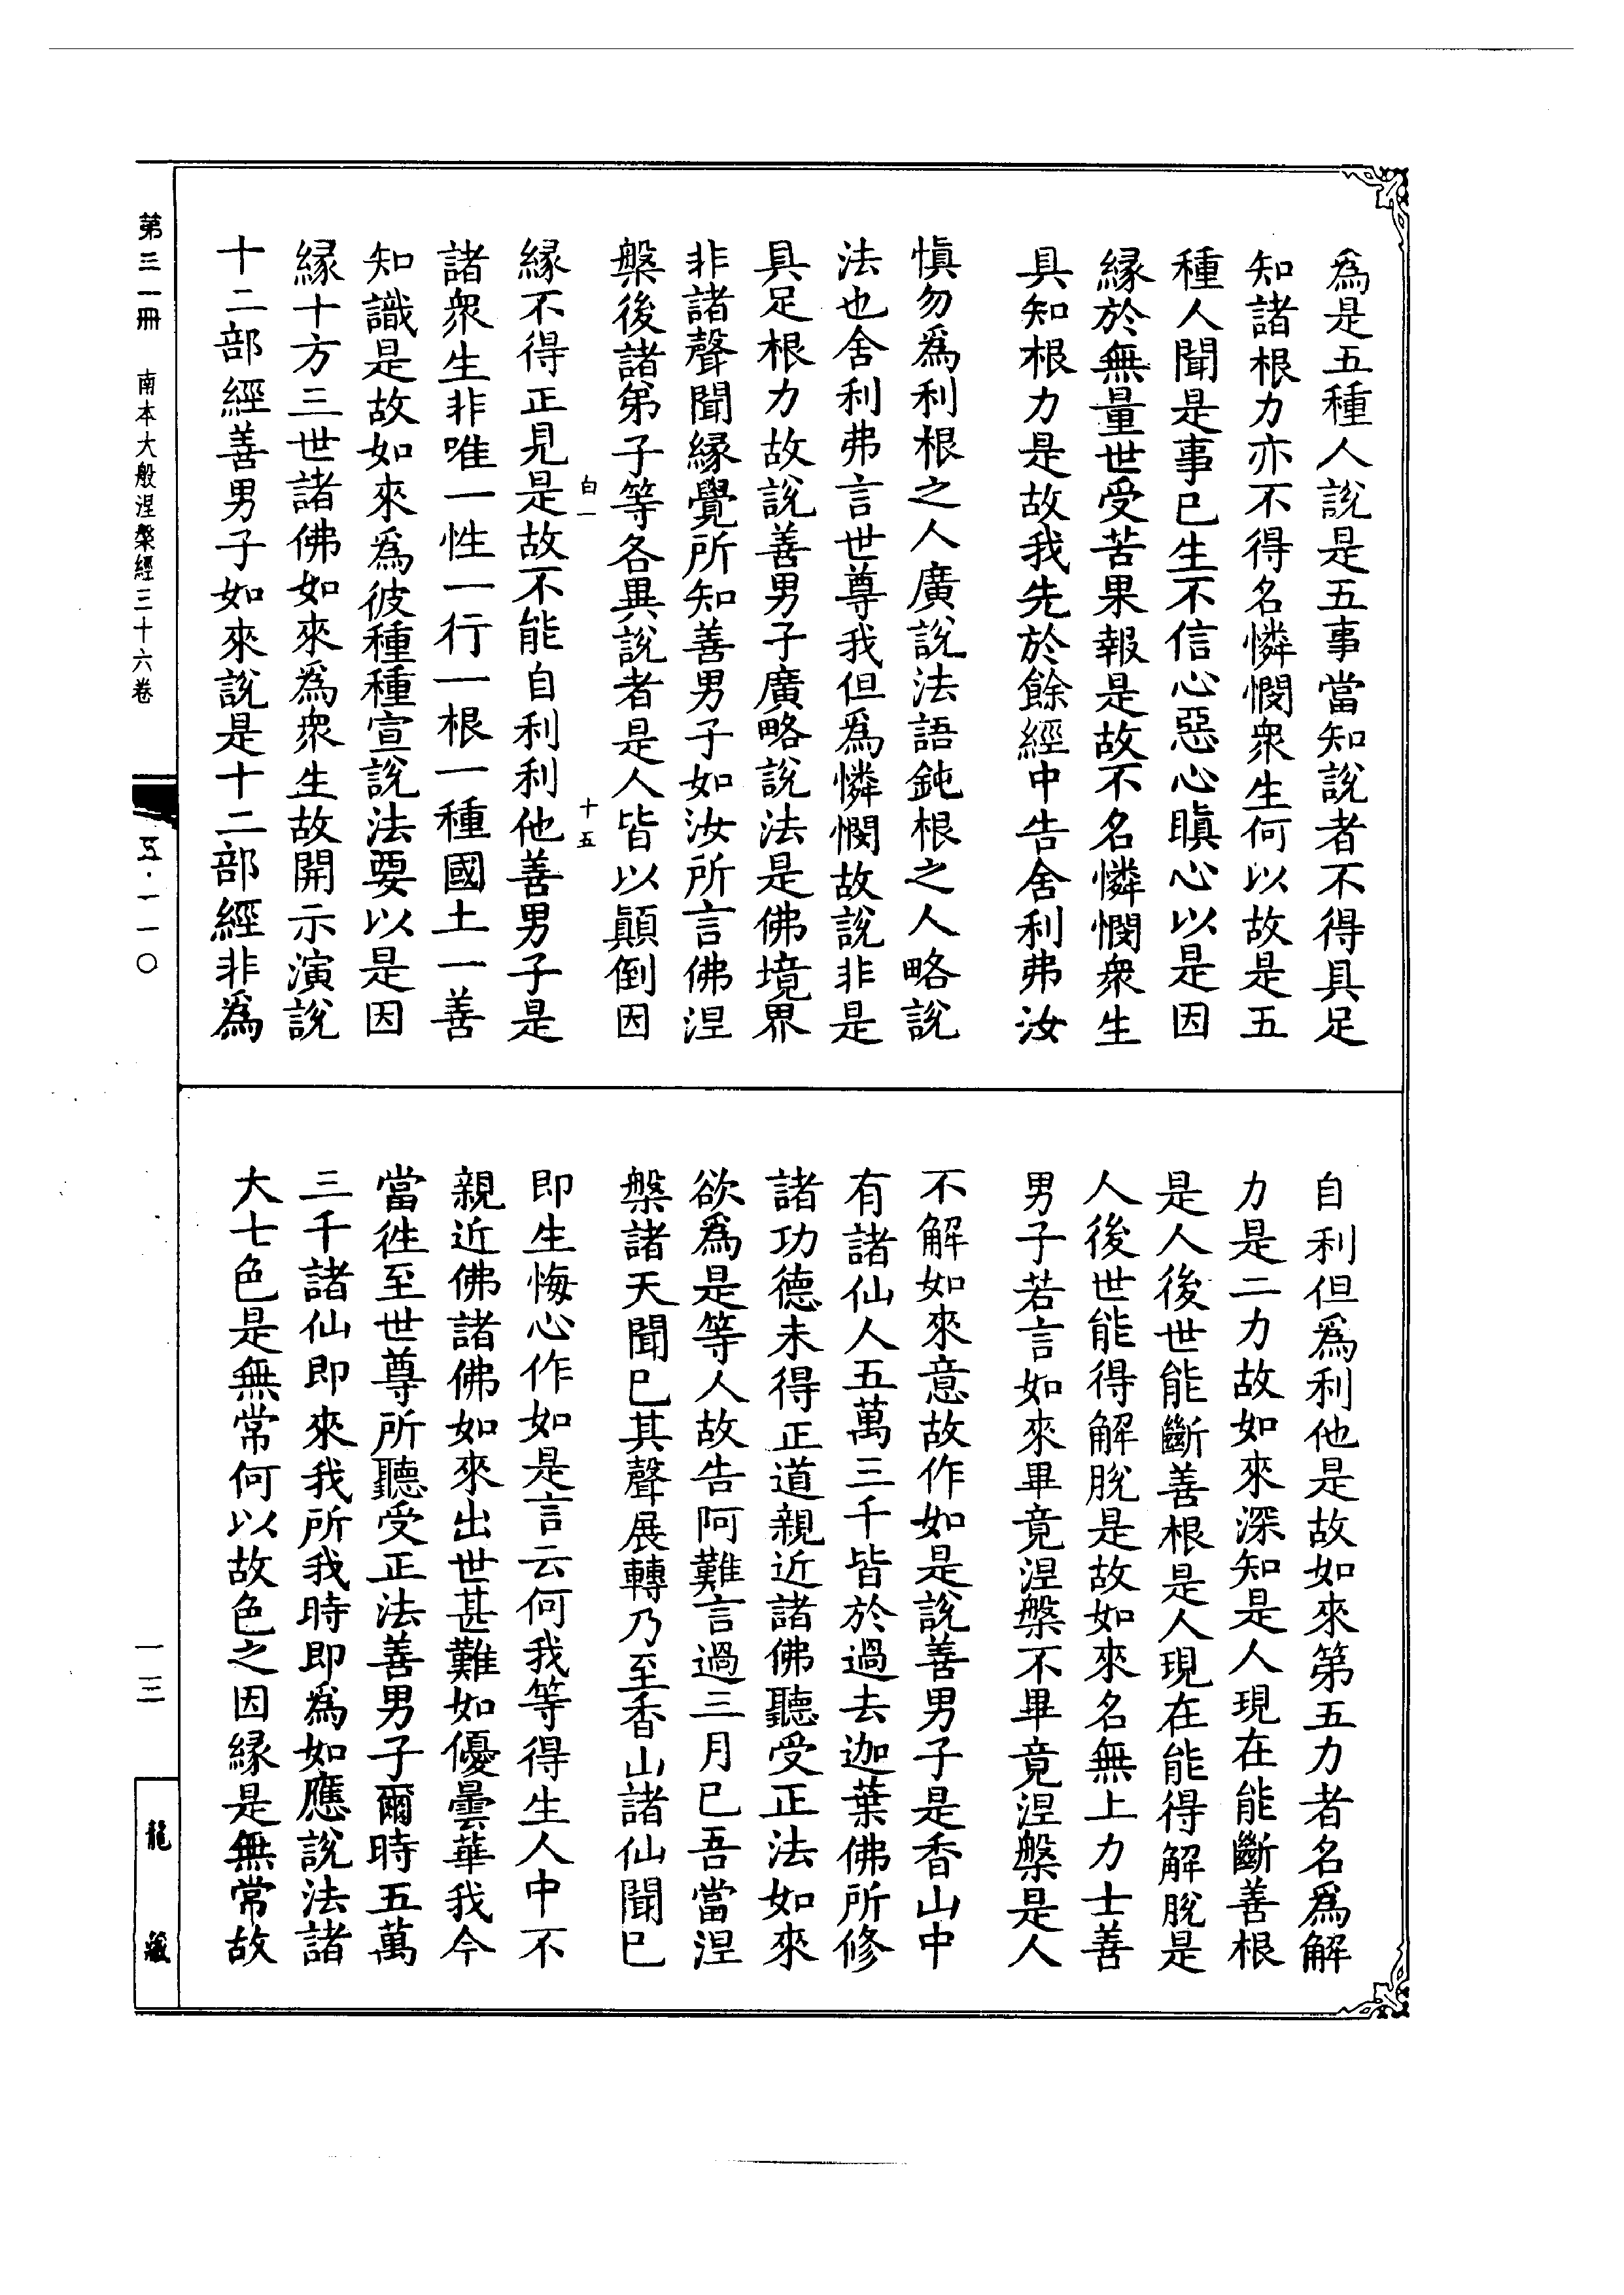 為是五種人說是五事當知說者不得具足
知諸根力亦不得名憐憫衆生何以故是五
種人聞是事已生不信心惡心瞋心以是因
縁於無量世受苦果報是故不名憐憫衆生
具知根力是故我先於餘經中告舍利弗汝
慎勿爲利根之人廣說法語鈍根之人略說
法也舍利弗言世尊我但爲憐憫故說非是
具足根力故說善男子廣略說法是佛境界
非諸聲聞縁覺所知善男子如汝所言佛涅
槃後諸弟子等各異說者是人皆以顚倒因
白一
十五
縁不得正見是故不能自利利他善男子是
諸衆生非唯一性一行一根一種國土一善
知識是故如來為彼種種宣說法要以是因
縁十方三世諸佛如來爲衆生故開示演說
十二部經善男子如來說是十二部經非爲
自利但爲利他是故如來第五力者名爲解
力是二力故如來深知是人現在能斷善根
是人後世能斷善根是人現在能得解脫是
人後世能得解脫是故如來名無上力士善
男子若言如來畢竟涅槃不畢竟涅槃是人
不解如來意故作如是說善男子是香山中
有諸仙人五萬三千皆於過去迦葉佛所修
諸功德未得正道親近諸佛聽受正法如來
欲爲是等人故告阿難言過三月已吾當涅
槃諸天聞已其聲展轉乃至香山諸仙聞已
即生悔心作如是言云何我等得生人中不
親近佛諸佛如來出世甚難如優曇華我今
當徃至世尊所聽受正法善男子爾時五萬
三千諸仙即來我所我時即爲如應說法諸
大士色是無常何以故色之因縁是無常故
第三一冊
南本大般涅槃經三十六卷
五·一一〇
一三
龍藏